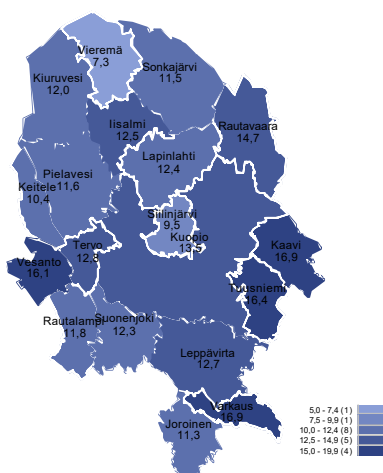 Vieremä
7,3
Kiuruvesi
12,0
Sonkajärvi
11,5
Iisalmi
12,5
Rautavaara
14,7
Lapinlahti
12,4
Pielavesi
11,6
Keitele
10,4
Siilinjärvi
9,5
Kuopio
13,5
Kaavi
16,9
Tervo
12,8
Vesanto
16,1
Tuusniemi
16,4
Rautalampi
11,8
Suonenjoki
12,3
Leppävirta
12,7
Varkaus
16,9
Joroinen
11,3
5,0 - 7,4 (1)
7,5 - 9,9 (1)
10,0 - 12,4 (8)
12,5 - 14,9 (5)
15,0 - 19,9 (4)